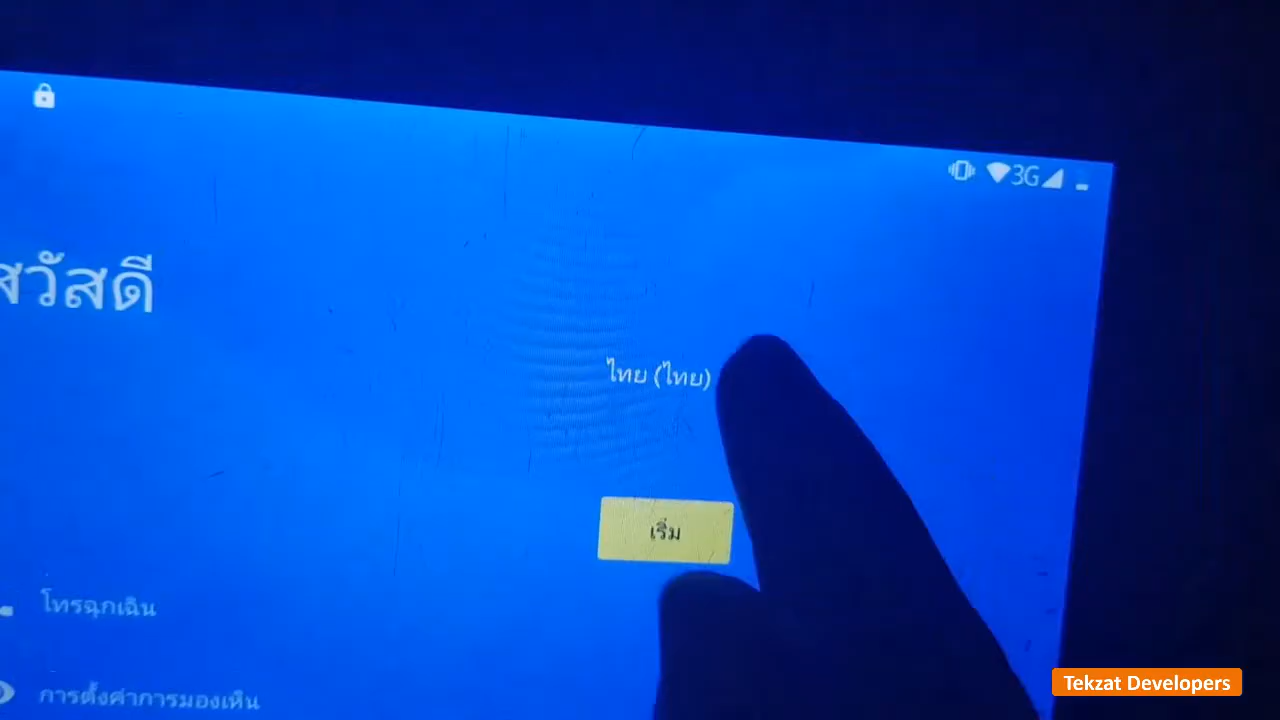 3G
สวัสดี
ไทย (ไทย)
เริ่ม
โทรฉุกเฉิน
การตั้งค่าการมองเห็น
Tekzat Developers